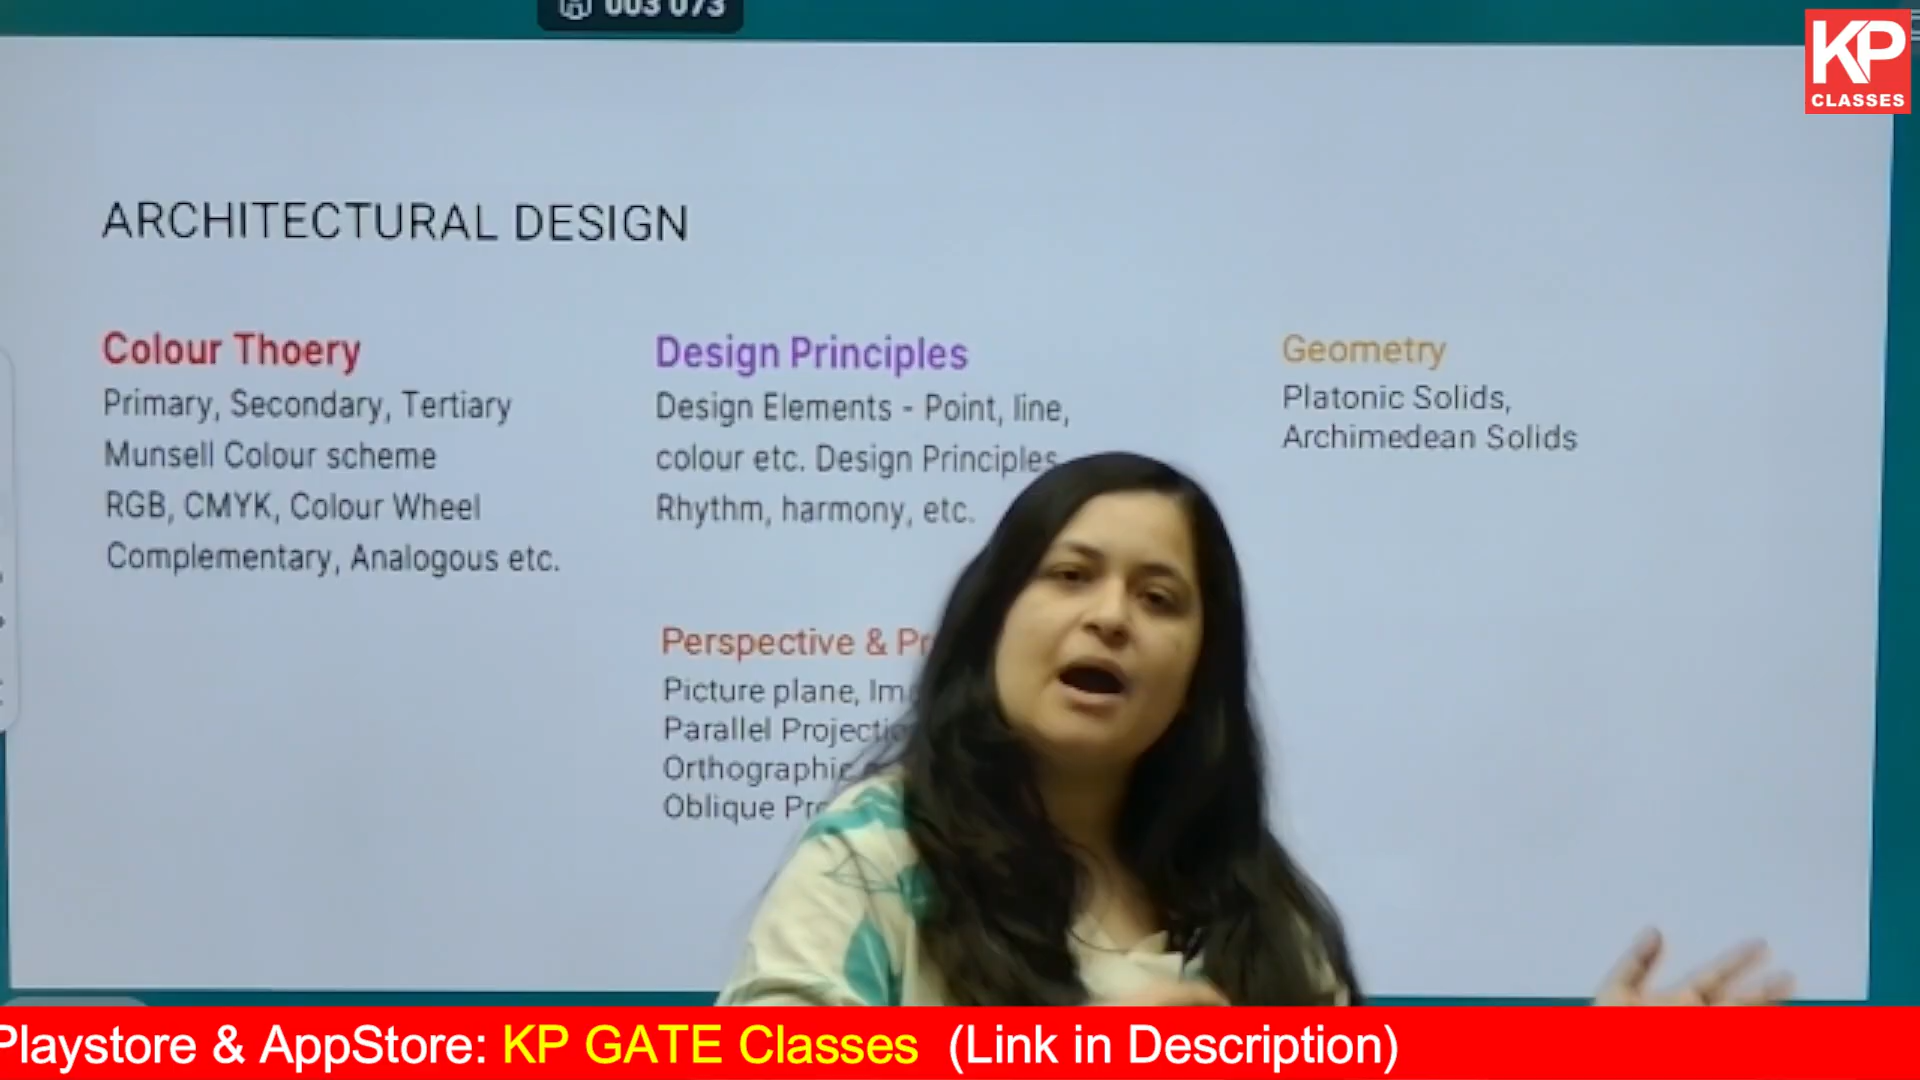 003 073
KP
CLASSES
ARCHITECTURAL DESIGN
Colour Thoery
Primary, Secondary, Tertiary
Munsell Colour scheme
RGB, CMYK, Colour Wheel
Complementary, Analogous etc.
Design Principles
Design Elements - Point, line,
colour etc. Design Principles
Rhythm, harmony, etc.
Geometry
Platonic Solids,
Archimedean Solids
Perspective &
Picture plane,
Parallel
Orthographic
Oblique
Playstore & AppStore: KP GATE Classes (Link in Description)